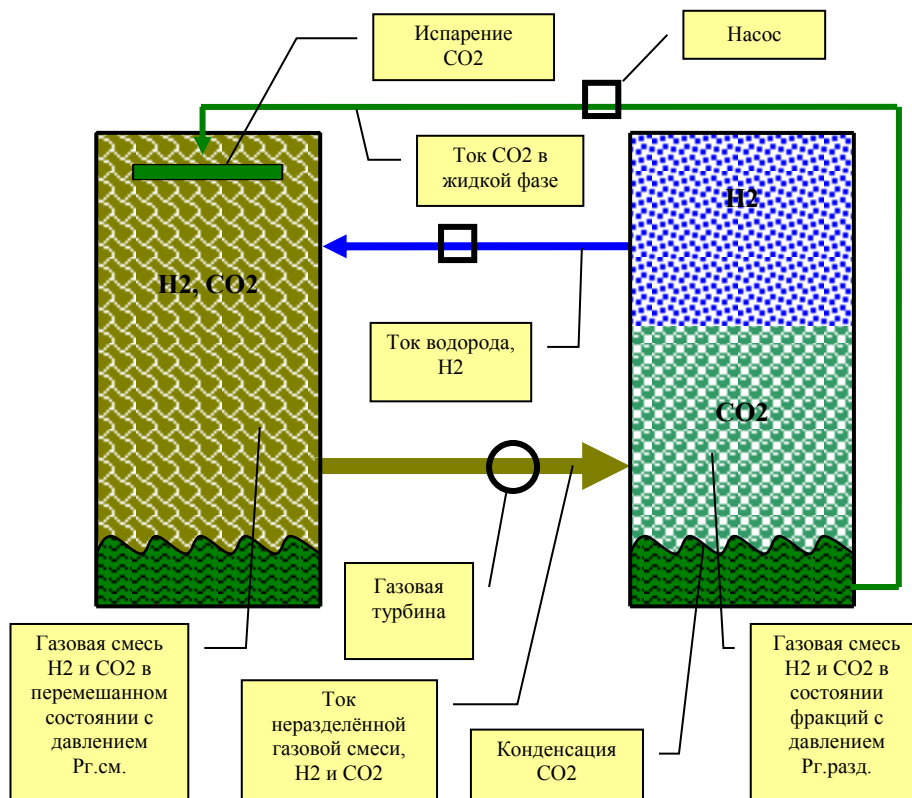 Испарение
СО2
Насос
Ток СО2 в
жидкой фазе
Н2
Н2, СО2
Ток водорода,
Н2
СО2
Газовая
турбина
Газовая смесь
Н2 и СО2 в
перемешанном
состоянии с
давлением
Рг.см.
Ток
неразделённой
газовой смеси,
Н2 и СО2
Конденсация
СО2
Газовая смесь
Н2 и СО2 в
состоянии
фракций с
давлением
Рг.разд.